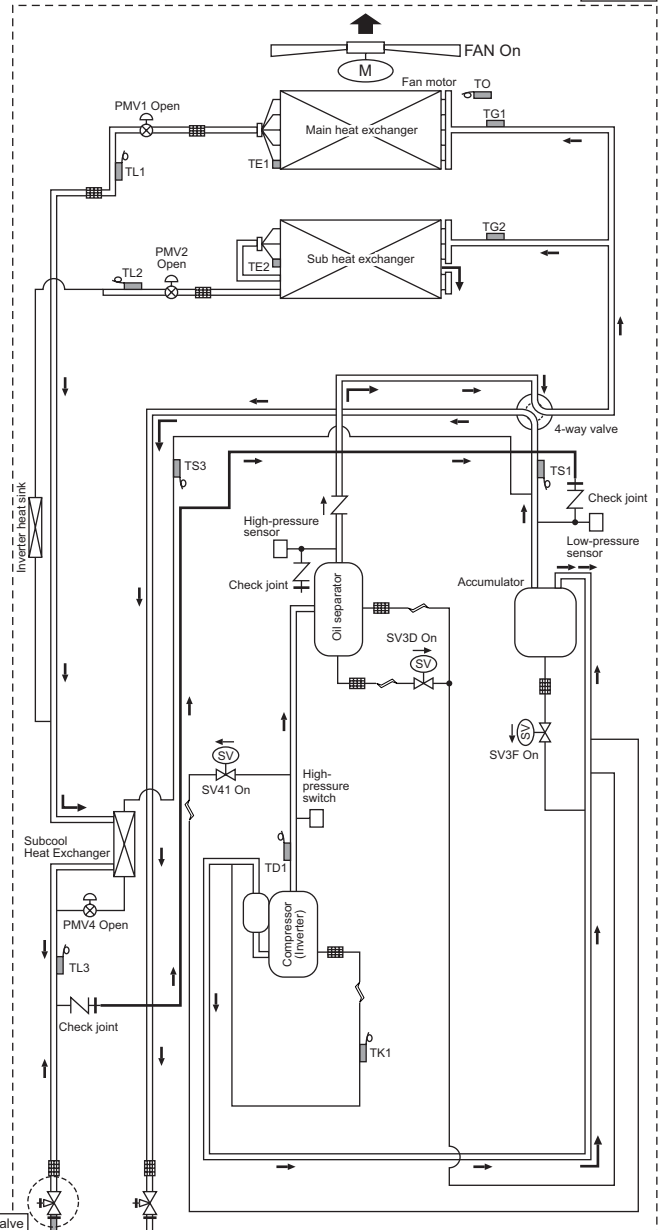 FAN On
M
Fan motor
TO
PMV1 Open
TG1
Main heat exchanger
TL1
TE1
TG2
PMV2
Open
TL2
TE2
Sub heat exchanger
4-way valve
TS3
TS1
Check joint
High-pressure
sensor
Low-pressure
sensor
Inverter heat sink
Check joint
Oil separator
Accumulator
SV3D On
SV
SV
SV3F On
SV
SV41 On
High-
pressure
switch
Subcool
Heat Exchanger
TD1
PMV4 Open
Compressor
(Inverter)
TL3
Check joint
TK1
alve